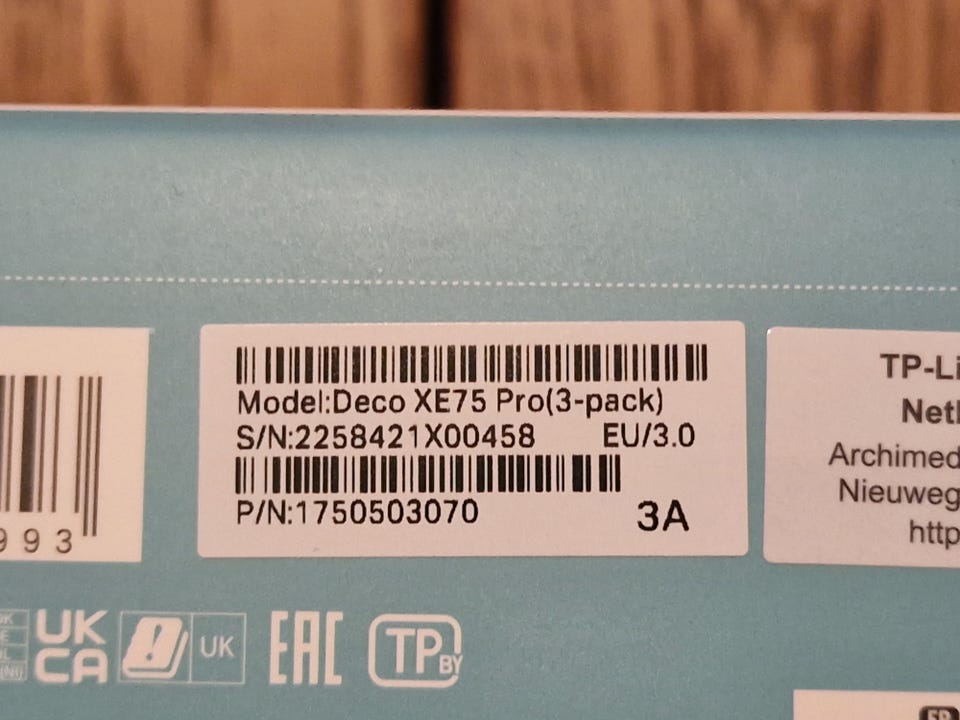 Model:Deco XE75 Pro(3-pack)
S/N:2258421X00458 EU/3.0
P/N:1750503070
3A
993
TP-Li
Netl
Archimed
Nieuweg
http
UK
CA
UK
EAC
TP BY